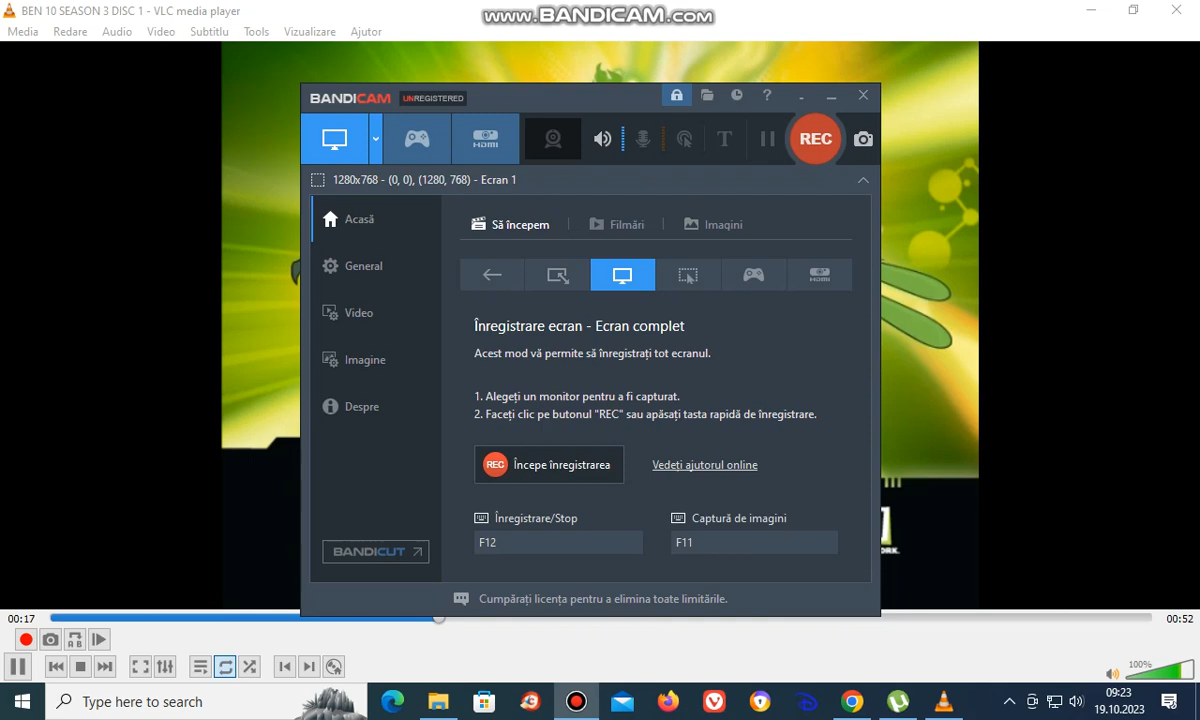 BEN 10 SEASON 3 DISC 1 - VLC media player
www.BANDICAM.com
Media Redare Audio Video Subtitlu Tools Vizualizare Ajutor
BANDICAM UNREGISTERED
HDMI
T
REC
1280x768 - (0, 0), (1280, 768) - Ecran 1
Acasă
General
Video
Imagine
Despre
BANDICUT
Să începem
Filmări
Imagini
HDMI
Înregistrare ecran - Ecran complet
Acest mod vă permite să înregistrați tot ecranul.
1. Alegeți un monitor pentru a fi capturat.
2. Faceți clic pe butonul "REC" sau apăsați tasta rapidă de înregistrare.
REC Începe înregistrarea
Vedeți ajutorul online
Înregistrare/Stop
Captură de imagini
F12
F11
Cumpărați licența pentru a elimina toate limitările.
00:17
00:52
100%
Type here to search
09:23
19.10.2023